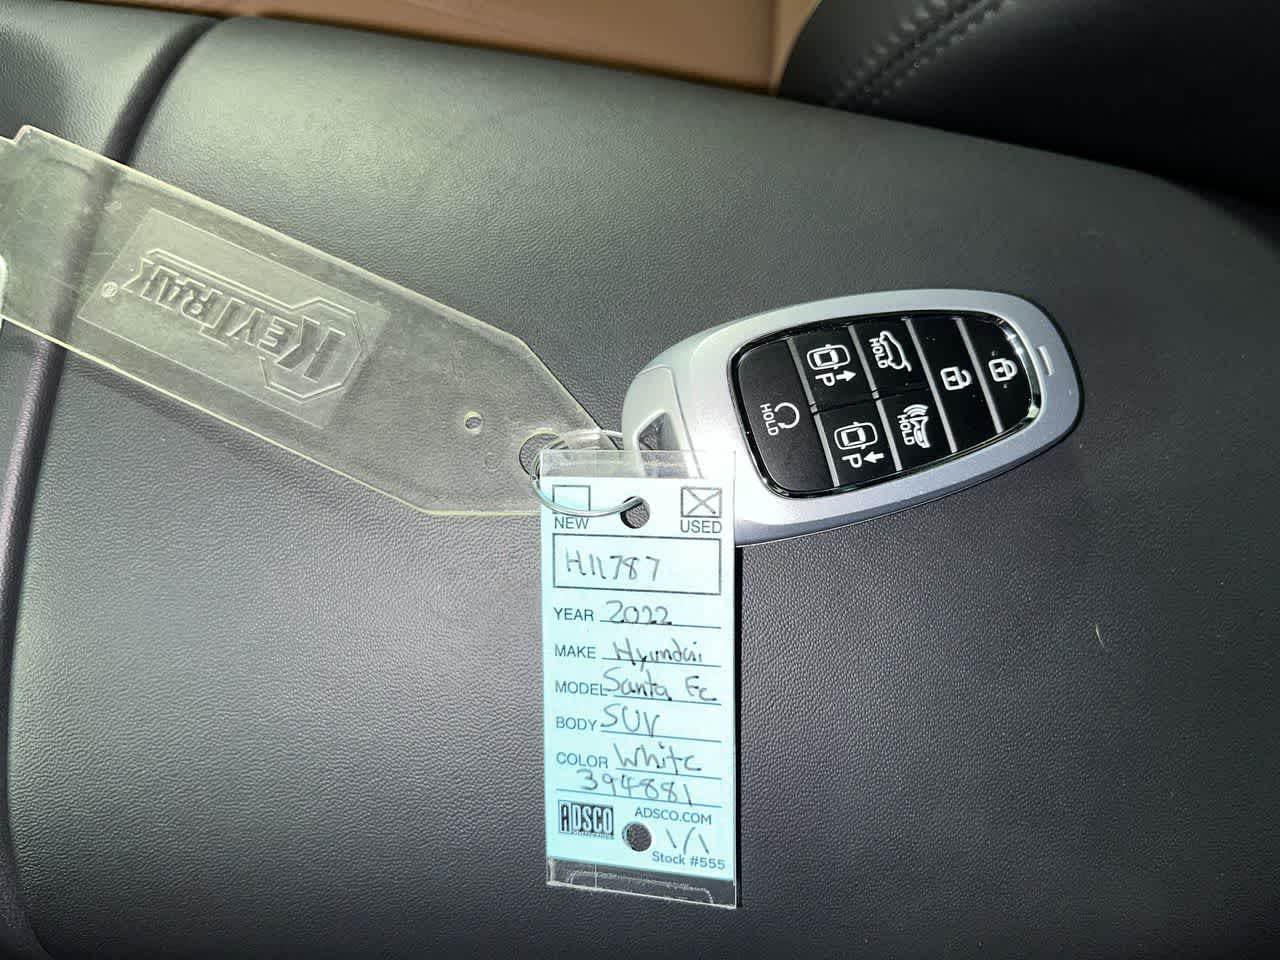 KEYTRAK®
HOLD
P
P
HOLD
HOLD
NEW
USED
H11787
YEAR 2022
MAKE Hyundai
MODEL Santa Fe
BODY SUV
COLOR White
394881
ADSCO
ADSCO.COM
1/1
Stock #555